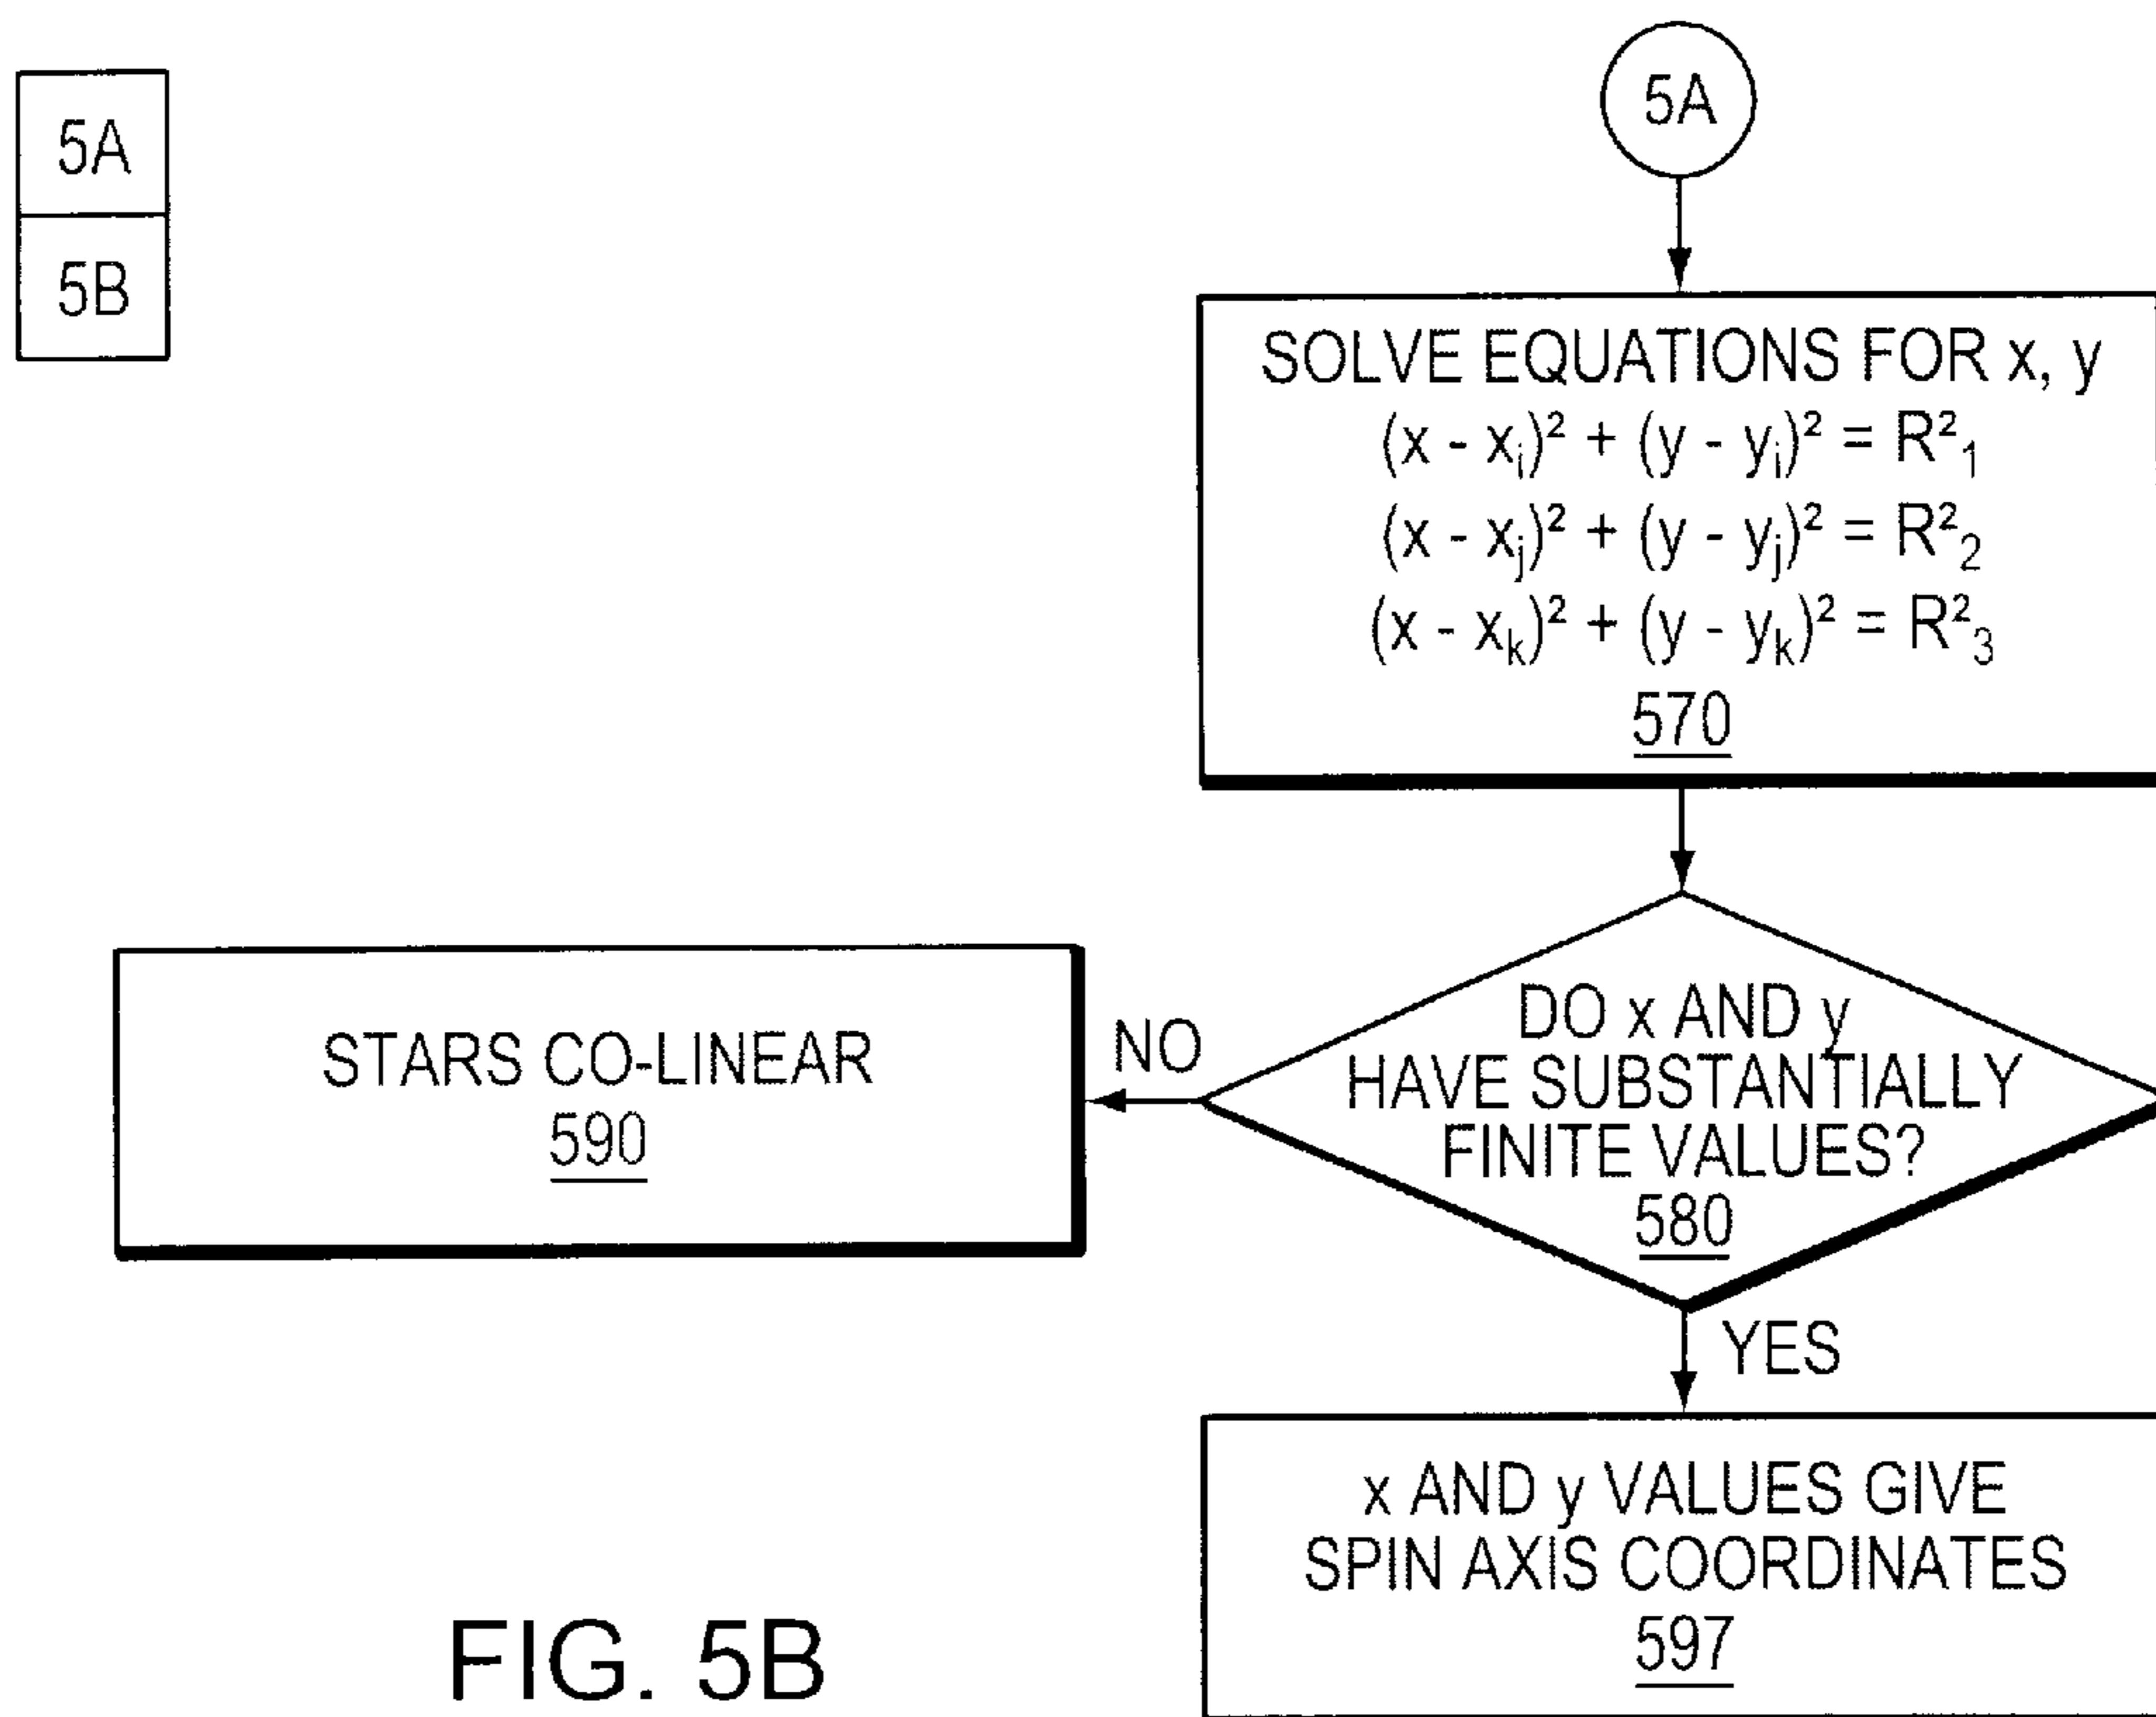 5A
5B
5A
SOLVE EQUATIONS FOR x, y
(x - xᵢ)² + (y - yᵢ)² = R²₁
(x - xⱼ)² + (y - yⱼ)² = R²₂
(x - xₖ)² + (y - yₖ)² = R²₃
570
DO x AND y
HAVE SUBSTANTIALLY
FINITE VALUES?
580
NO
STARS CO-LINEAR
590
YES
x AND y VALUES GIVE
SPIN AXIS COORDINATES
597
FIG. 5B